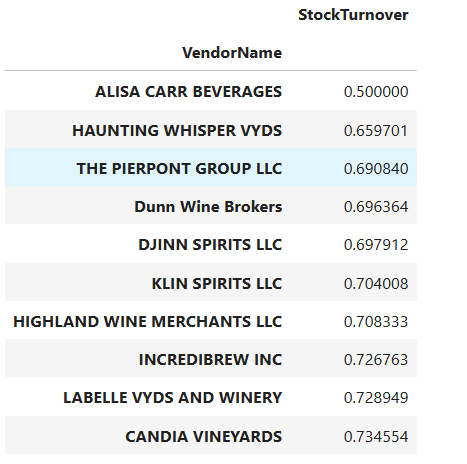 StockTurnover
VendorName
ALISA CARR BEVERAGES 0.500000
HAUNTING WHISPER VYDS 0.659701
THE PIERPONT GROUP LLC 0.690840
Dunn Wine Brokers 0.696364
DJINN SPIRITS LLC 0.697912
KLIN SPIRITS LLC 0.704008
HIGHLAND WINE MERCHANTS LLC 0.708333
INCREDIBREW INC 0.726763
LABELLE VYDS AND WINERY 0.728949
CANDIA VINEYARDS 0.734554